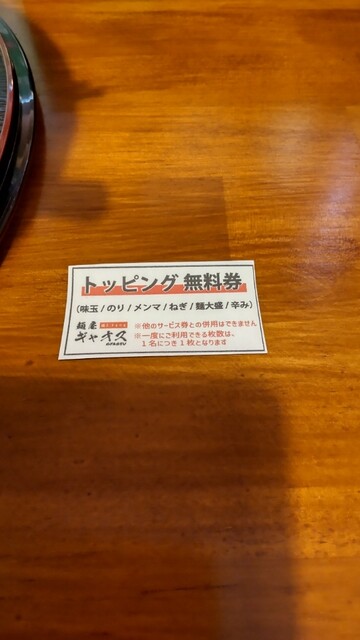 トッピング 無料券
(味玉/のり/メンマ/ねぎ/麺大盛/辛み)
麺屋
ギャオス
※他のサービス券との併用はできません
※一度にご利用できる枚数は、
1名につき1枚となります